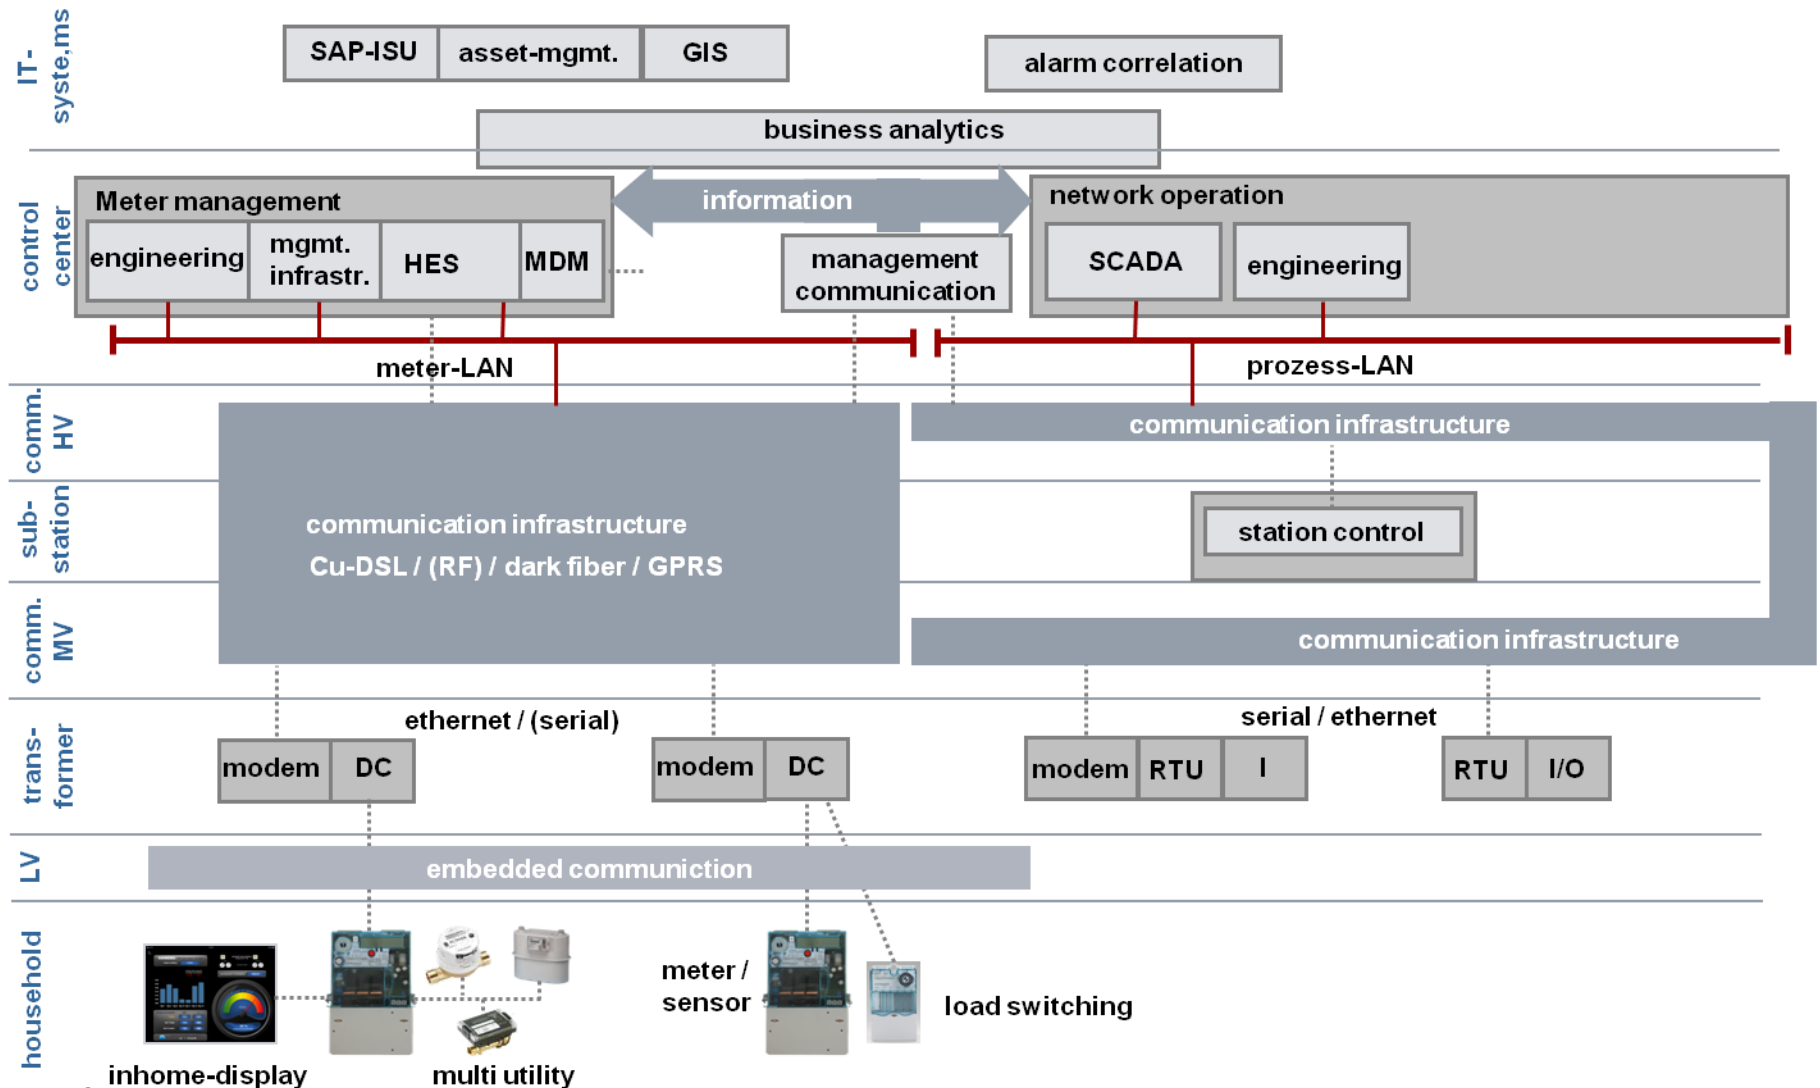 IT-
syste,ms
SAP-ISU
asset-mgmt.
GIS
alarm correlation
business analytics
control
center
Meter management
engineering
mgmt.
infrastr.
HES
MDM
information
management
communication
network operation
SCADA
engineering
meter-LAN
prozess-LAN
comm.
HV
communication infrastructure
sub-
station
communication infrastructure
Cu-DSL / (RF) / dark fiber / GPRS
station control
comm.
MV
communication infrastructure
trans-
former
ethernet / (serial)
serial / ethernet
modem
DC
modem
DC
modem
RTU
I
RTU
I/O
LV
embedded communiction
household
meter /
sensor
load switching
inhome-display
multi utility